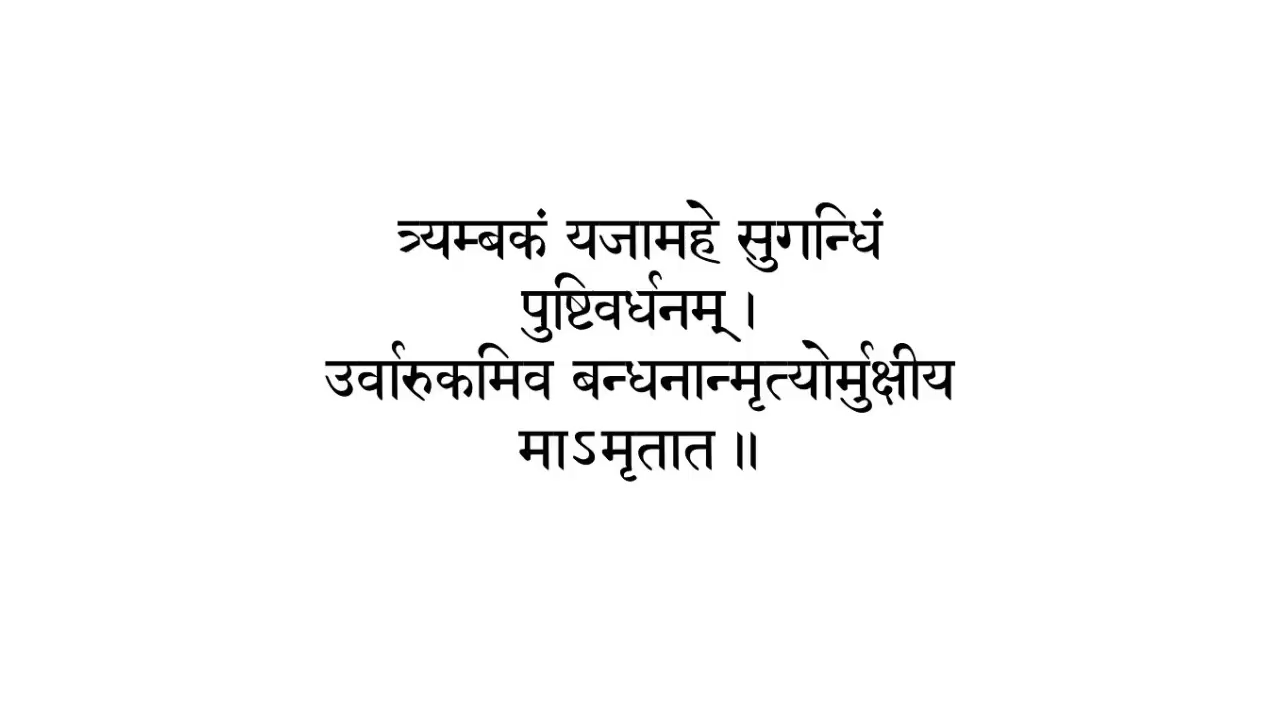 त्र्यम्बकं यजामहे सुगन्धिं
पुष्टिवर्धनम् ।
उर्वारुकमिव बन्धनान्मृत्योर्मुक्षीय
माऽमृतात ॥